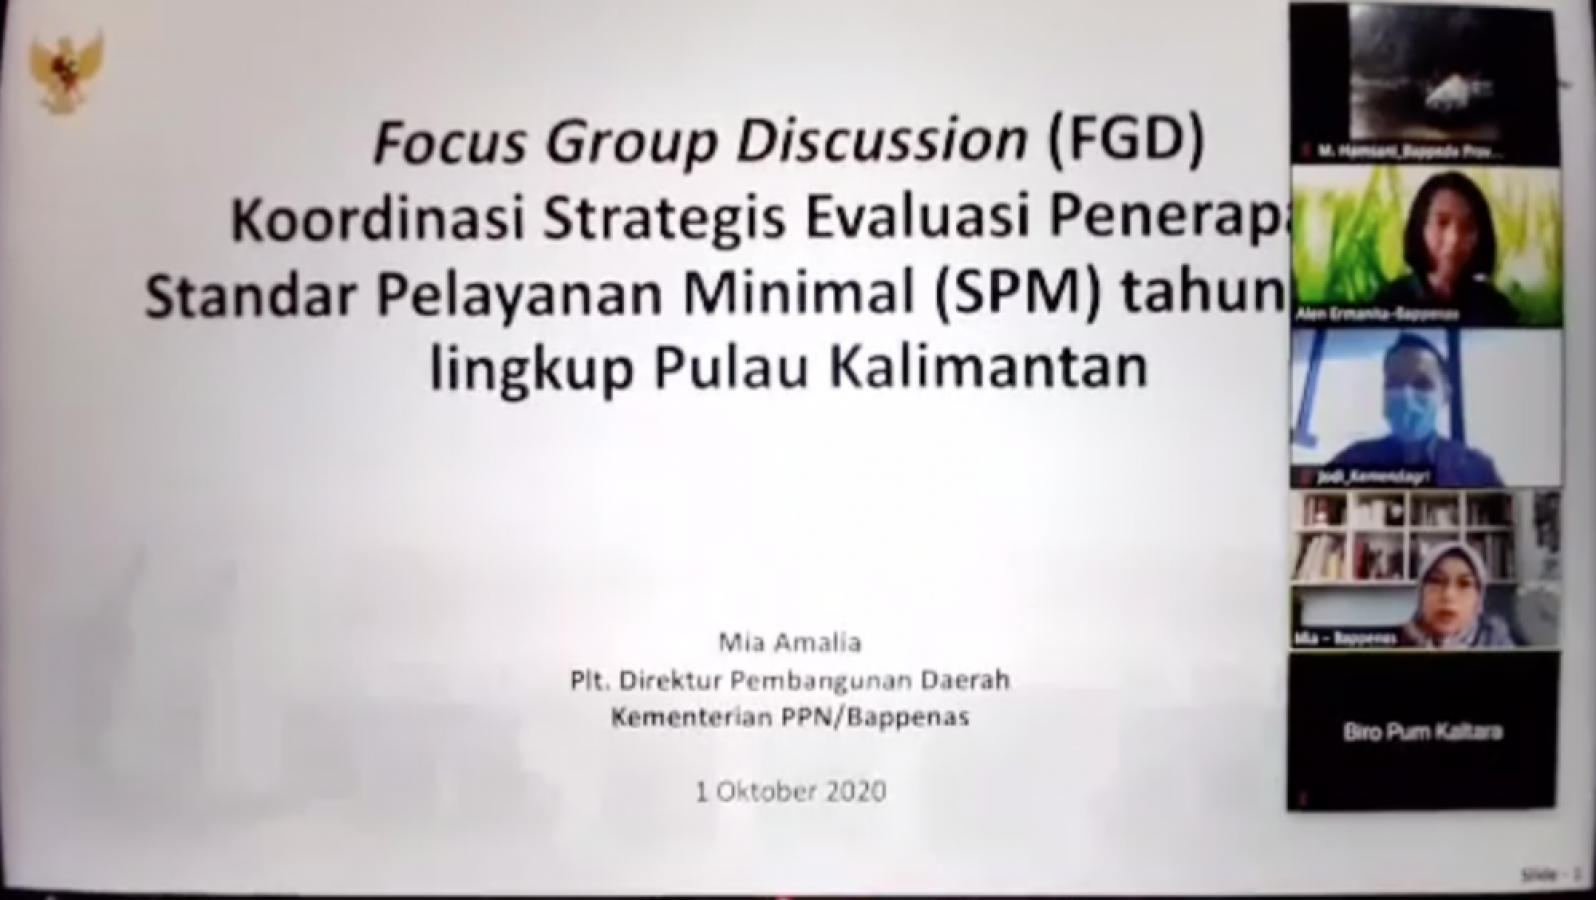 Focus Group Discussion (FGD)
Koordinasi Strategis Evaluasi Penerapa
Standar Pelayanan Minimal (SPM) tahun
lingkup Pulau Kalimantan
Mia Amalia
Plt. Direktur Pembangunan Daerah
Kementerian PPN/Bappenas
1 Oktober 2020
M. Hamsani_Bappeda Prov...
Alen Ermanita-Bappenas
Jodi_Kemendagri
Mia - Bappenas
Biro Pum Kaltara
Slide - 1